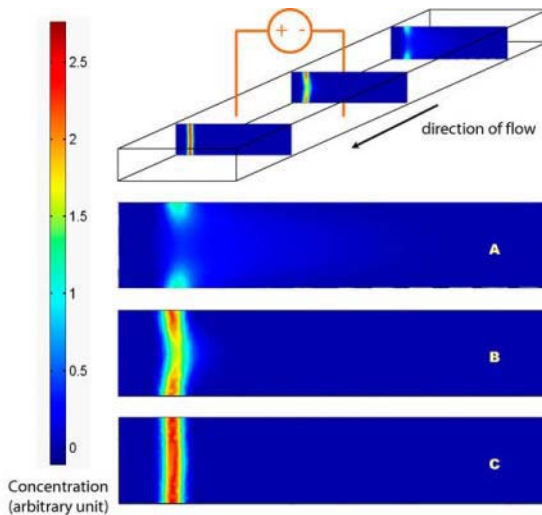 2.5
2
1.5
1
0.5
0
Concentration
(arbitrary unit)
+ -
direction of flow
A
B
C